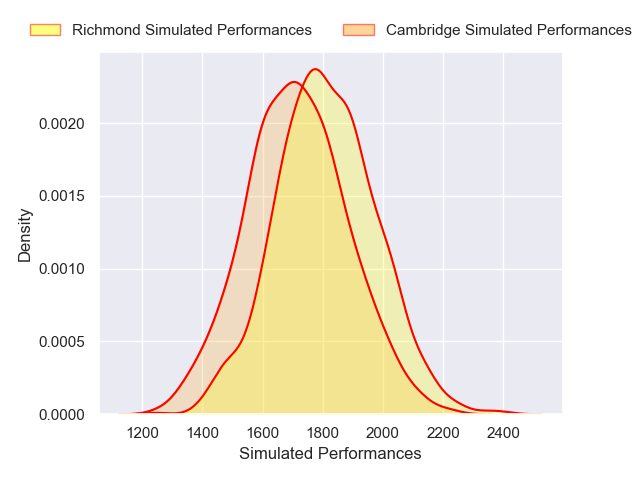 Richmond Simulated Performances Cambridge Simulated Performances
0.0020
0.0015
0.0010
0.0005
0.0000
Density
1200 1400 1600 1800 2000 2200 2400
Simulated Performances